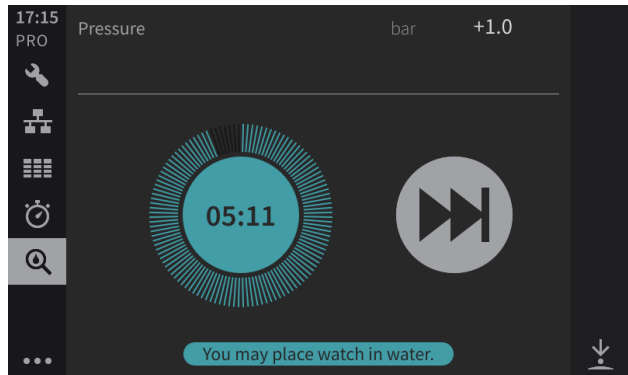 17:15
PRO
Pressure bar +1.0
05:11
You may place watch in water.